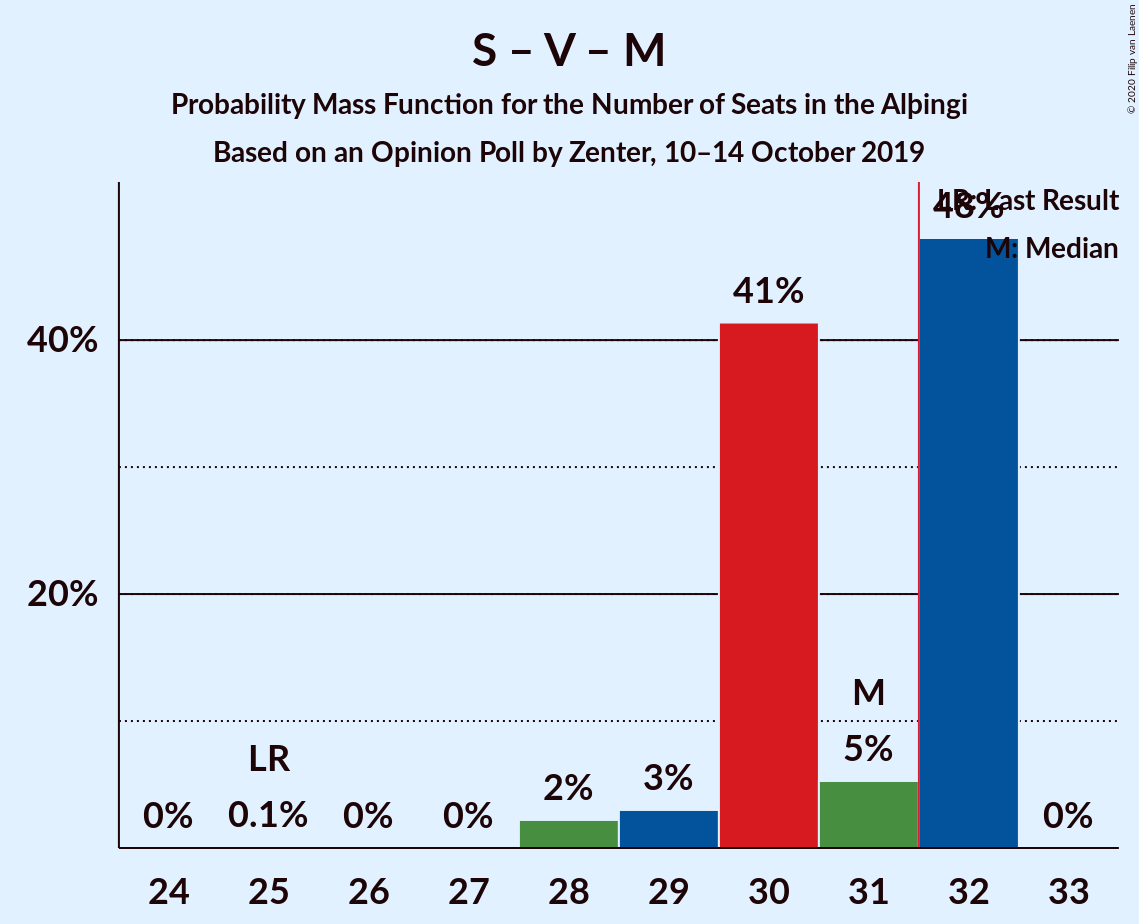 S – V – M
Probability Mass Function for the Number of Seats in the Alþingi
Based on an Opinion Poll by Zenter, 10–14 October 2019
© 2020 Filip van Laenen
LR: Last Result
M: Median
48%
41%
40%
20%
M
5%
LR
3%
2%
0% 0.1% 0% 0% 0%
24 25 26 27 28 29 30 31 32 33